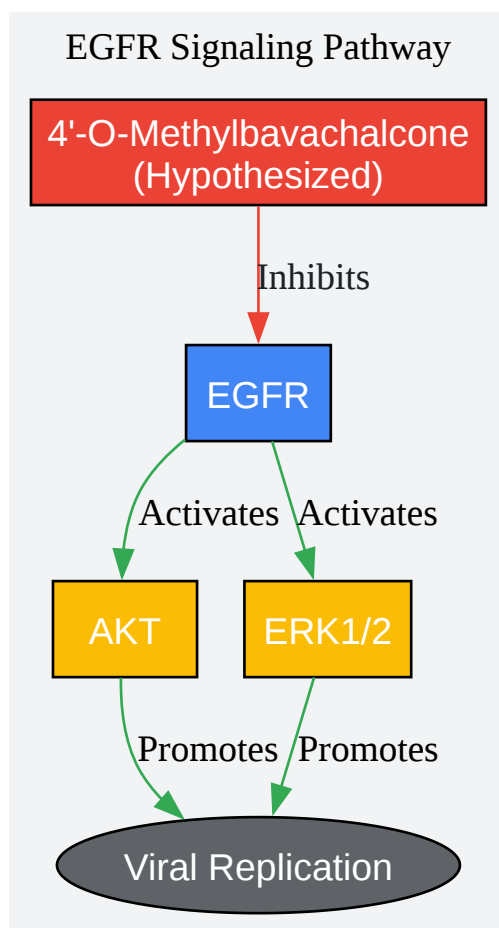 EGFR Signaling Pathway
4'-O-Methylbavachalcone
(Hypothesized)
Inhibits
EGFR
Activates
Activates
AKT
ERK1/2
Promotes
Promotes
Viral Replication